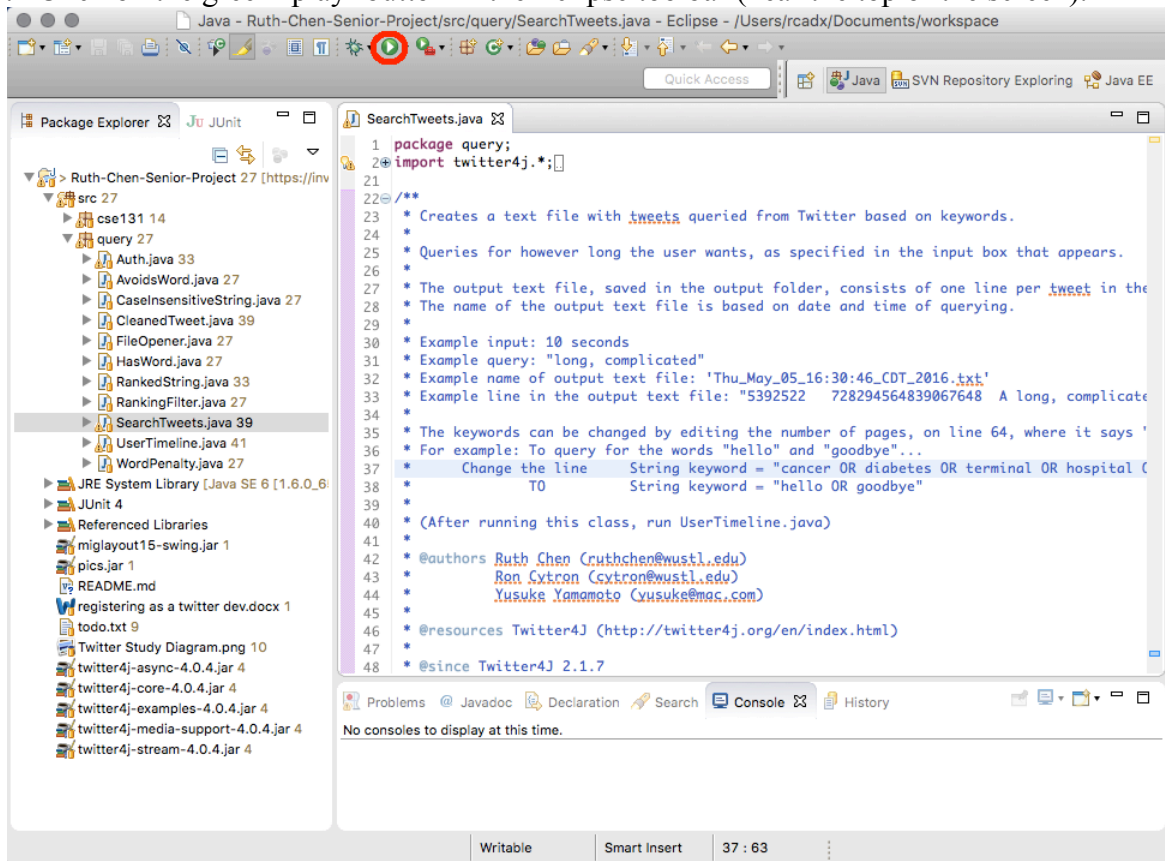 Java - Ruth-Chen-Senior-Project/src/query/SearchTweets.java - Eclipse - /Users/rcadx/Documents/workspace
Quick Access
Java
SVN Repository Exploring
Java EE
Package Explorer
JUnit
> Ruth-Chen-Senior-Project 27 [https://inv
src 27
cse131 14
query 27
Auth.java 33
AvoidsWord.java 27
CaseInsensitiveString.java 27
CleanedTweet.java 39
FileOpener.java 27
HasWord.java 27
RankedString.java 33
RankingFilter.java 27
SearchTweets.java 39
UserTimeline.java 41
WordPenalty.java 27
JRE System Library [Java SE 6 [1.6.0_6
JUnit 4
Referenced Libraries
miglayout15-swing.jar 1
pics.jar 1
README.md
registering as a twitter dev.docx 1
todo.txt 9
Twitter Study Diagram.png 10
twitter4j-async-4.0.4.jar 4
twitter4j-core-4.0.4.jar 4
twitter4j-examples-4.0.4.jar 4
twitter4j-media-support-4.0.4.jar 4
twitter4j-stream-4.0.4.jar 4
SearchTweets.java
1 package query;
2 import twitter4j.*;
21
22 /**
23 * Creates a text file with tweets queried from Twitter based on keywords.
24 *
25 * Queries for however long the user wants, as specified in the input box that appears.
26 *
27 * The output text file, saved in the output folder, consists of one line per tweet in the
28 * The name of the output text file is based on date and time of querying.
29 *
30 * Example input: 10 seconds
31 * Example query: "long, complicated"
32 * Example name of output text file: 'Thu_May_05_16:30:46_CDT_2016.txt'
33 * Example line in the output text file: "5392522 728294564839067648 A long, complicate
34 *
35 * The keywords can be changed by editing the number of pages, on line 64, where it says '
36 * For example: To query for the words "hello" and "goodbye"...
37 * Change the line String keyword = "cancer OR diabetes OR terminal OR hospital O
38 * TO String keyword = "hello OR goodbye"
39 *
40 * (After running this class, run UserTimeline.java)
41 *
42 * @authors Ruth Chen (ruthchen@wustl.edu)
43 * Ron Cytron (cytron@wustl.edu)
44 * Yusuke Yamamoto (yusuke@mac.com)
45 *
46 * @resources Twitter4J (http://twitter4j.org/en/index.html)
47 *
48 * @since Twitter4J 2.1.7
Problems
Javadoc
Declaration
Search
Console
History
No consoles to display at this time.
Writable
Smart Insert
37 : 63